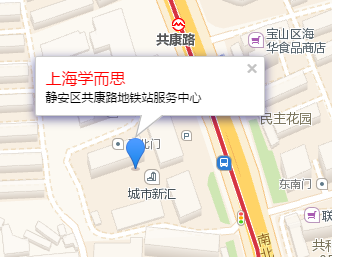 共康路
宝山区海
华食品商店
上海学而思
静安区共康路地铁站服务中心
民主花园
北门
P
东南门
城市新汇
联
南北
共和